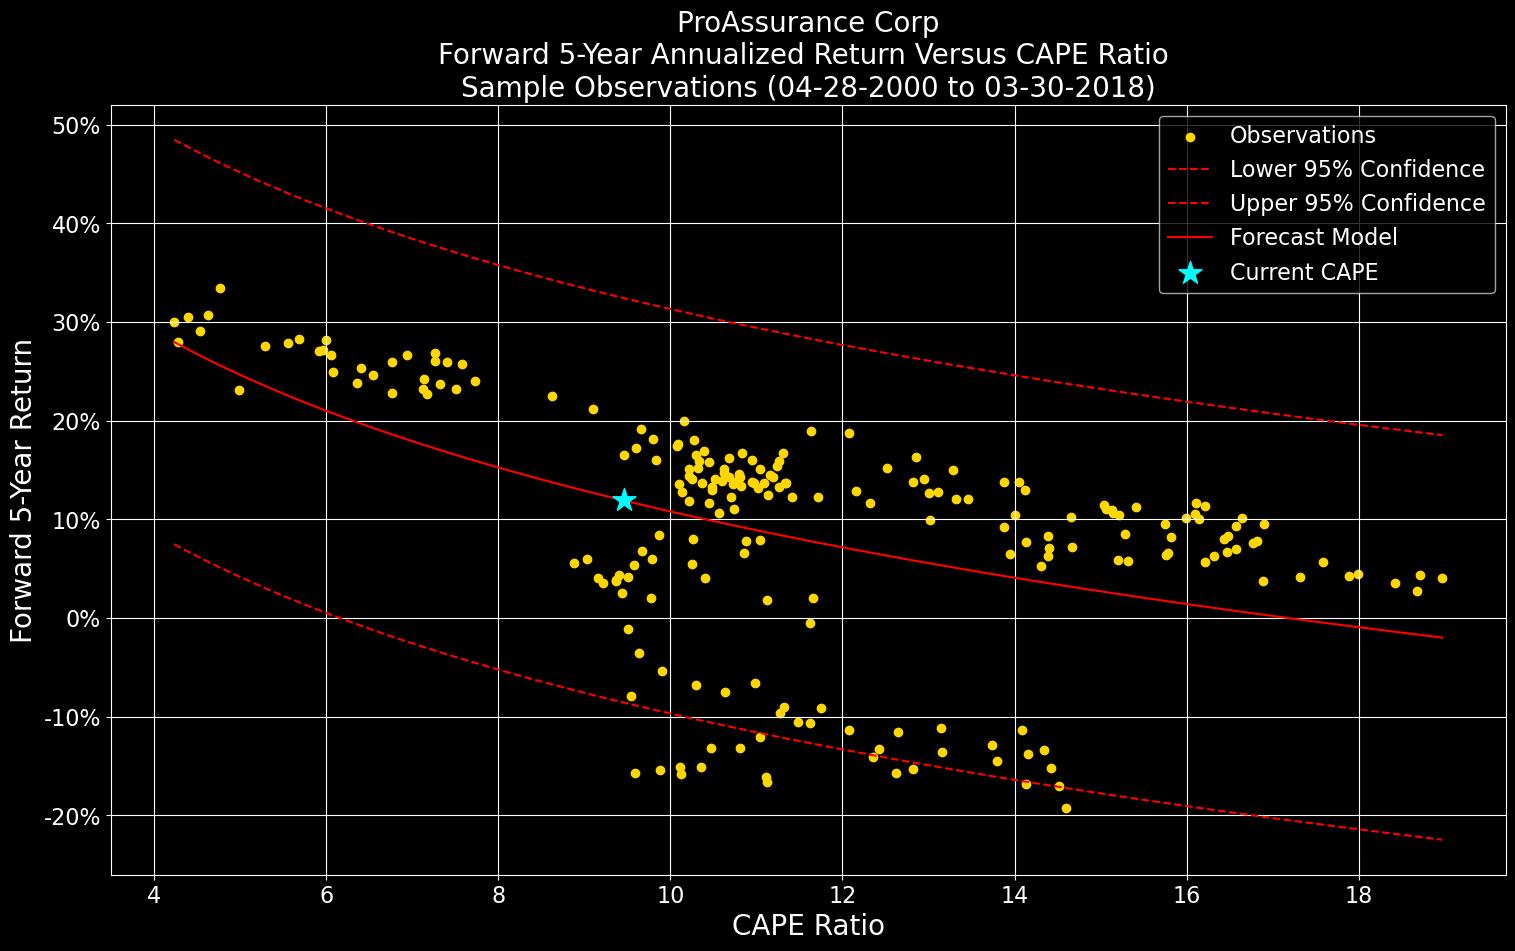 ProAssurance Corp
Forward 5-Year Annualized Return Versus CAPE Ratio
Sample Observations (04-28-2000 to 03-30-2018)
Observations
Lower 95% Confidence
Upper 95% Confidence
Forecast Model
Current CAPE
Forward 5-Year Return
50%
40%
30%
20%
10%
0%
-10%
-20%
4 6 8 10 12 14 16 18
CAPE Ratio